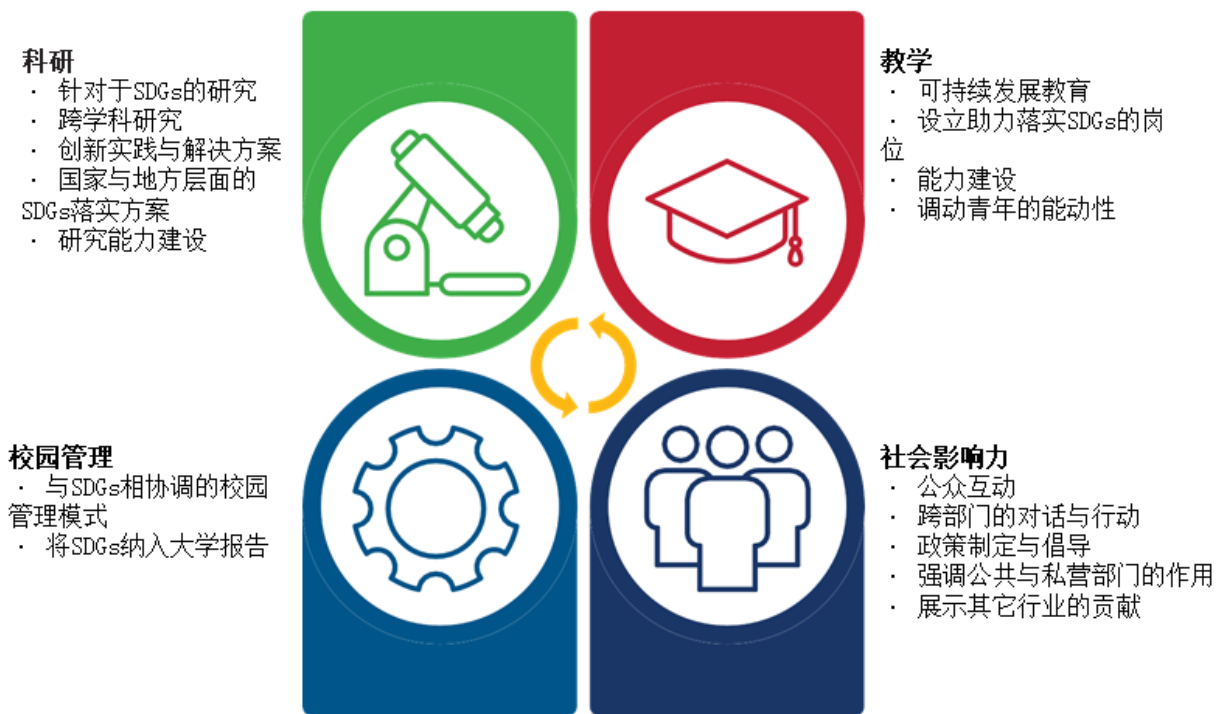 科研
· 针对于SDGs的研究
· 跨学科研究
· 创新实践与解决方案
· 国家与地方层面的
SDGs落实方案
· 研究能力建设
教学
· 可持续发展教育
· 设立助力落实SDGs的岗
位
· 能力建设
· 调动青年的能动性
校园管理
· 与SDGs相协调的校园
管理模式
· 将SDGs纳入大学报告
社会影响力
· 公众互动
· 跨部门的对话与行动
· 政策制定与倡导
· 强调公共与私营部门的作用
· 展示其它行业的贡献